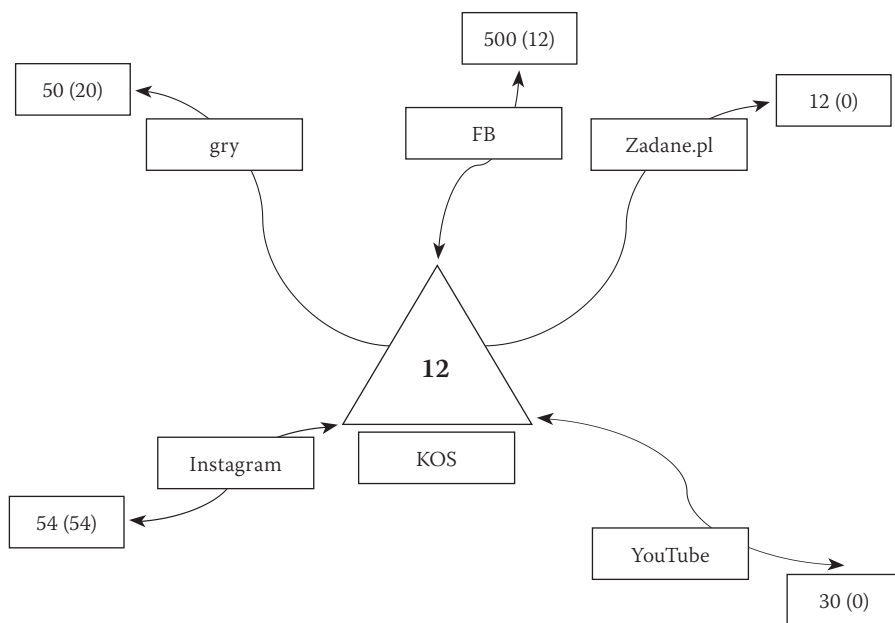 500 (12)
50 (20)
12 (0)
gry
FB
Zadane.pl
12
Instagram
KOS
54 (54)
YouTube
30 (0)